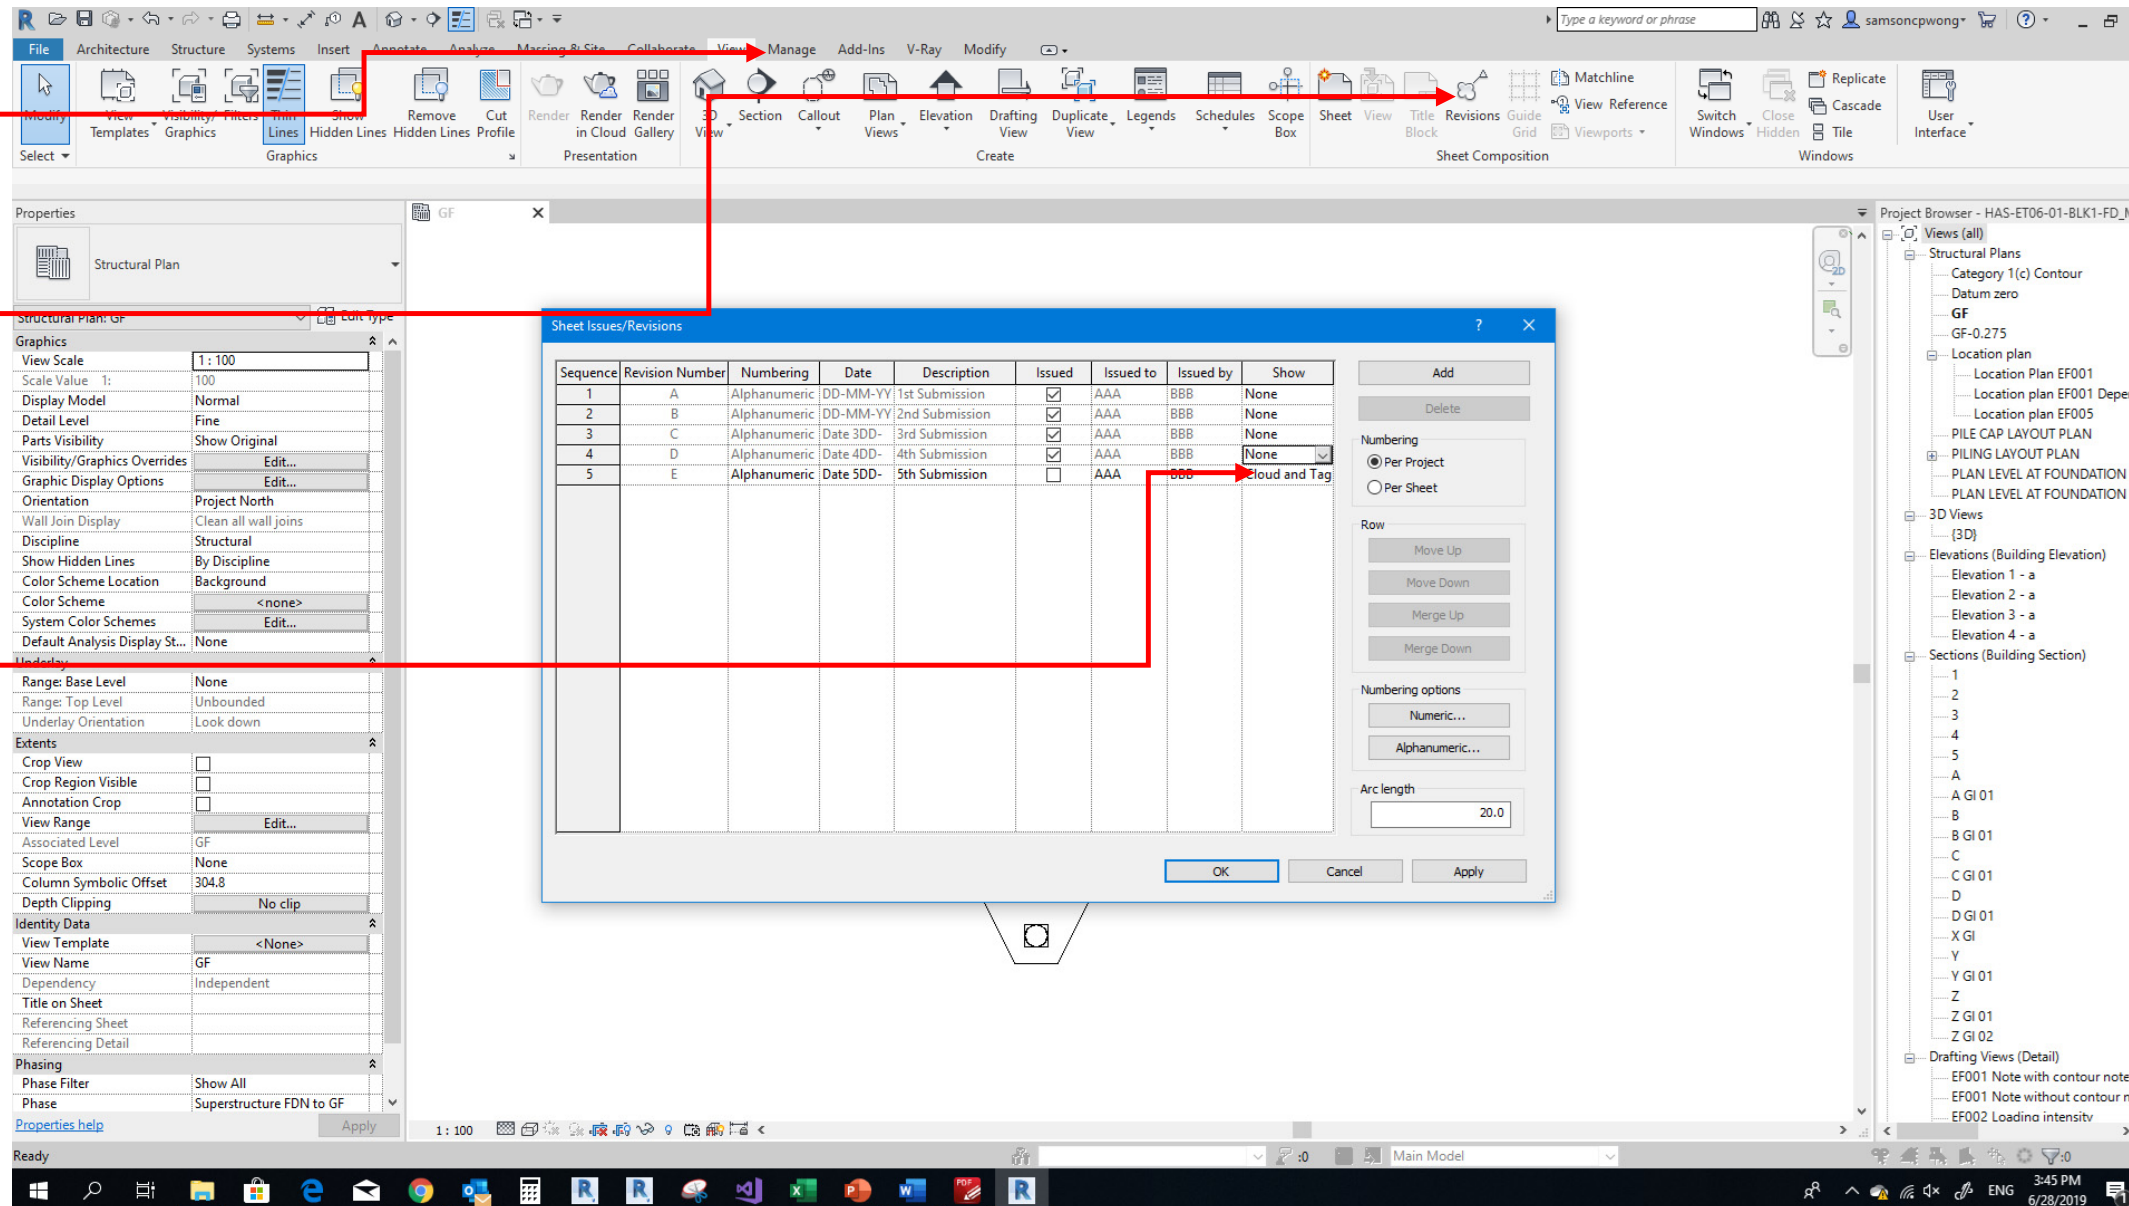 Type a keyword or phrase
samsoncpwong
File Architecture Structure Systems Insert Annotate Analyze Massing & Site Collaborate View Manage Add-Ins V-Ray Modify
Modify
View Templates
Visibility/ Graphics
Filters
Thin Lines
Show Hidden Lines
Remove Hidden Lines
Cut Profile
Render
Render in Cloud
Render Gallery
3D View
Section
Callout
Plan Views
Elevation
Drafting View
Duplicate View
Legends
Schedules
Scope Box
Sheet
View
Title Block
Revisions
Guide Grid
Matchline
View Reference
Viewports
Switch Windows
Close Hidden
Replicate
Cascade
Tile
User Interface
Select Graphics Presentation Create Sheet Composition Windows
Properties
Structural Plan
Structural Plan: GF Edit Type
Graphics
View Scale 1 : 100
Scale Value 1: 100
Display Model Normal
Detail Level Fine
Parts Visibility Show Original
Visibility/Graphics Overrides Edit...
Graphic Display Options Edit...
Orientation Project North
Wall Join Display Clean all wall joins
Discipline Structural
Show Hidden Lines By Discipline
Color Scheme Location Background
Color Scheme <none>
System Color Schemes Edit...
Default Analysis Display St... None
Underlay
Range: Base Level None
Range: Top Level Unbounded
Underlay Orientation Look down
Extents
Crop View
Crop Region Visible
Annotation Crop
View Range Edit...
Associated Level GF
Scope Box None
Column Symbolic Offset 304.8
Depth Clipping No clip
Identity Data
View Template <None>
View Name GF
Dependency Independent
Title on Sheet
Referencing Sheet
Referencing Detail
Phasing
Phase Filter Show All
Phase Superstructure FDN to GF
Properties help Apply
GF
2D
Sheet Issues/Revisions
Sequence Revision Number Numbering Date Description Issued Issued to Issued by Show
1 A Alphanumeric DD-MM-YY 1st Submission AAA BBB None
2 B Alphanumeric DD-MM-YY 2nd Submission AAA BBB None
3 C Alphanumeric Date 3DD- 3rd Submission AAA BBB None
4 D Alphanumeric Date 4DD- 4th Submission AAA BBB None
5 E Alphanumeric Date 5DD- 5th Submission AAA BBB Cloud and Tag
Add
Delete
Numbering
Per Project
Per Sheet
Row
Move Up
Move Down
Merge Up
Merge Down
Numbering options
Numeric...
Alphanumeric...
Arc length
20.0
OK Cancel Apply
1 : 100
Project Browser - HAS-ET06-01-BLK1-FD_
Views (all)
Structural Plans
Category 1(c) Contour
Datum zero
GF
GF-0.275
Location plan
Location Plan EF001
Location plan EF001 Depe
Location plan EF005
PILE CAP LAYOUT PLAN
PILING LAYOUT PLAN
PLAN LEVEL AT FOUNDATION
PLAN LEVEL AT FOUNDATION
3D Views
{3D}
Elevations (Building Elevation)
Elevation 1 - a
Elevation 2 - a
Elevation 3 - a
Elevation 4 - a
Sections (Building Section)
1
2
3
4
5
A
A GI 01
B
B GI 01
C
C GI 01
D
D GI 01
X GI
Y
Y GI 01
Z
Z GI 01
Z GI 02
Drafting Views (Detail)
EF001 Note with contour note
EF001 Note without contour
EF002 Loading intensity
Ready :0 Main Model :0
ENG
3:45 PM
6/28/2019